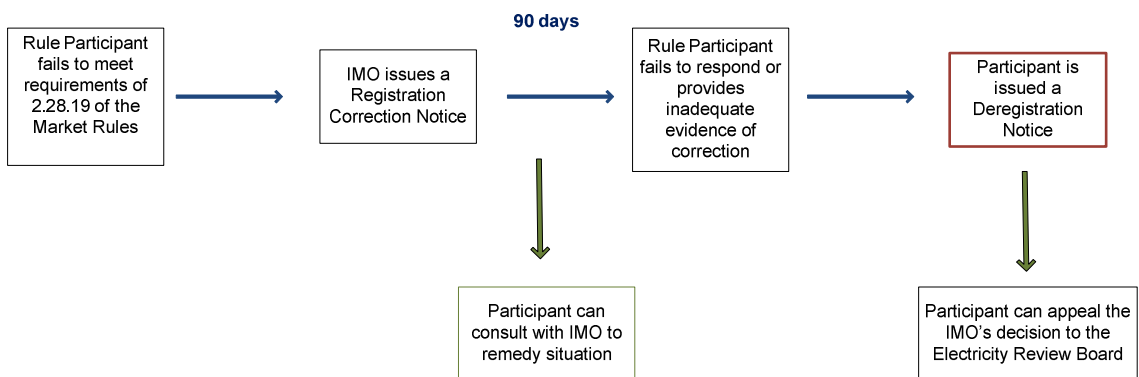 90 days
Rule Participant
fails to meet
requirements of
2.28.19 of the
Market Rules
IMO issues a
Registration
Correction Notice
Rule Participant
fails to respond or
provides
inadequate
evidence of
correction
Participant is
issued a
Deregistration
Notice
Participant can
consult with IMO to
remedy situation
Participant can appeal the
IMO's decision to the
Electricity Review Board